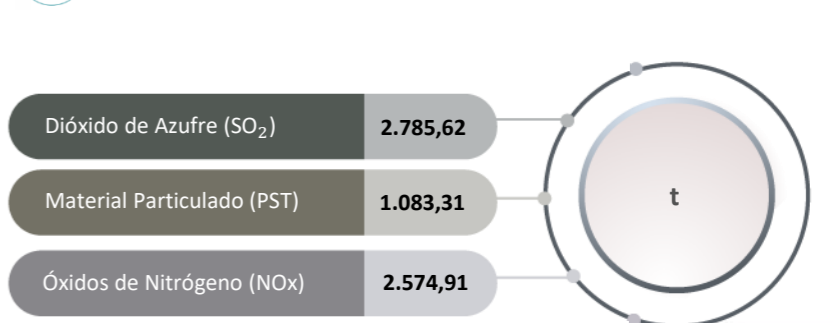 Dióxido de Azufre (SO₂) 2.785,62
Material Particulado (PST) 1.083,31
t
Óxidos de Nitrógeno (NOx) 2.574,91